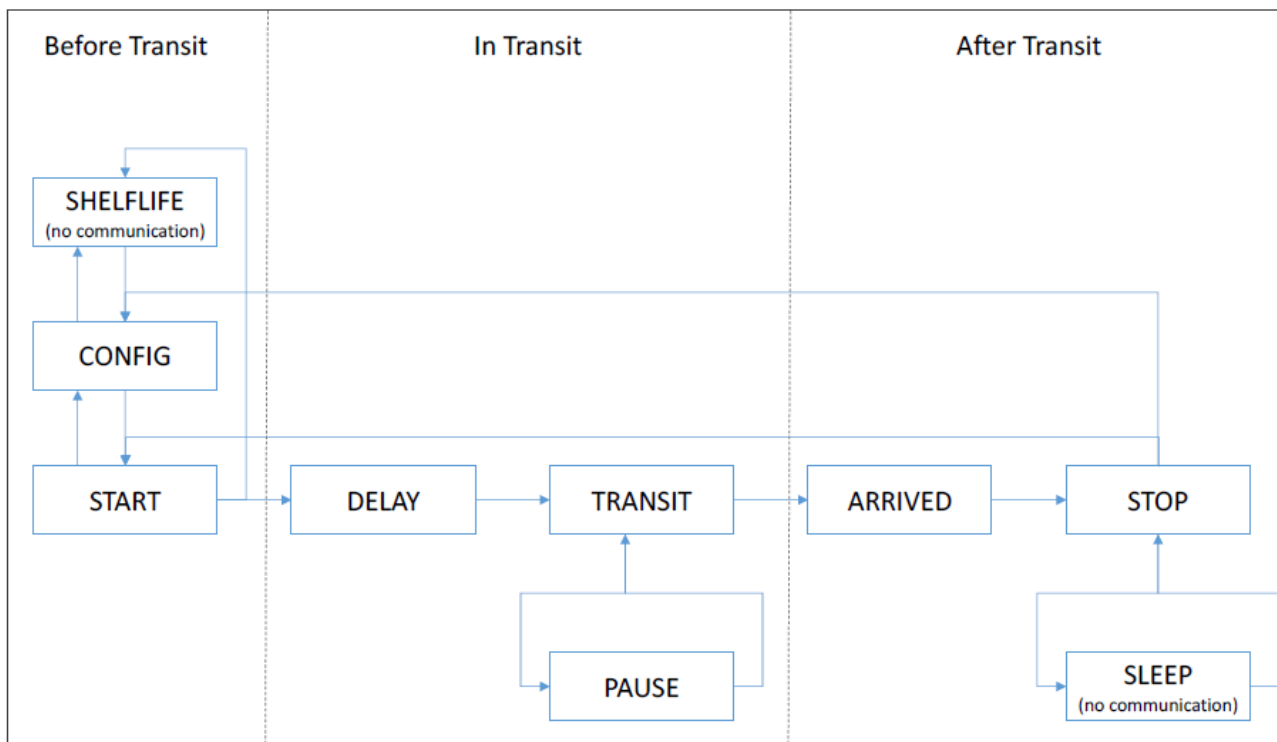 Before Transit
In Transit
After Transit
SHELFLIFE
(no communication)
CONFIG
START
DELAY
TRANSIT
ARRIVED
STOP
PAUSE
SLEEP
(no communication)